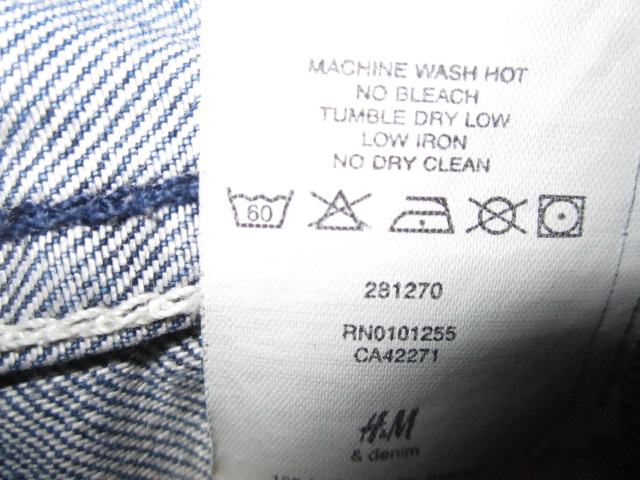 MACHINE WASH HOT
NO BLEACH
TUMBLE DRY LOW
LOW IRON
NO DRY CLEAN
60
281270
RN0101255
CA42271
H&M
& denim